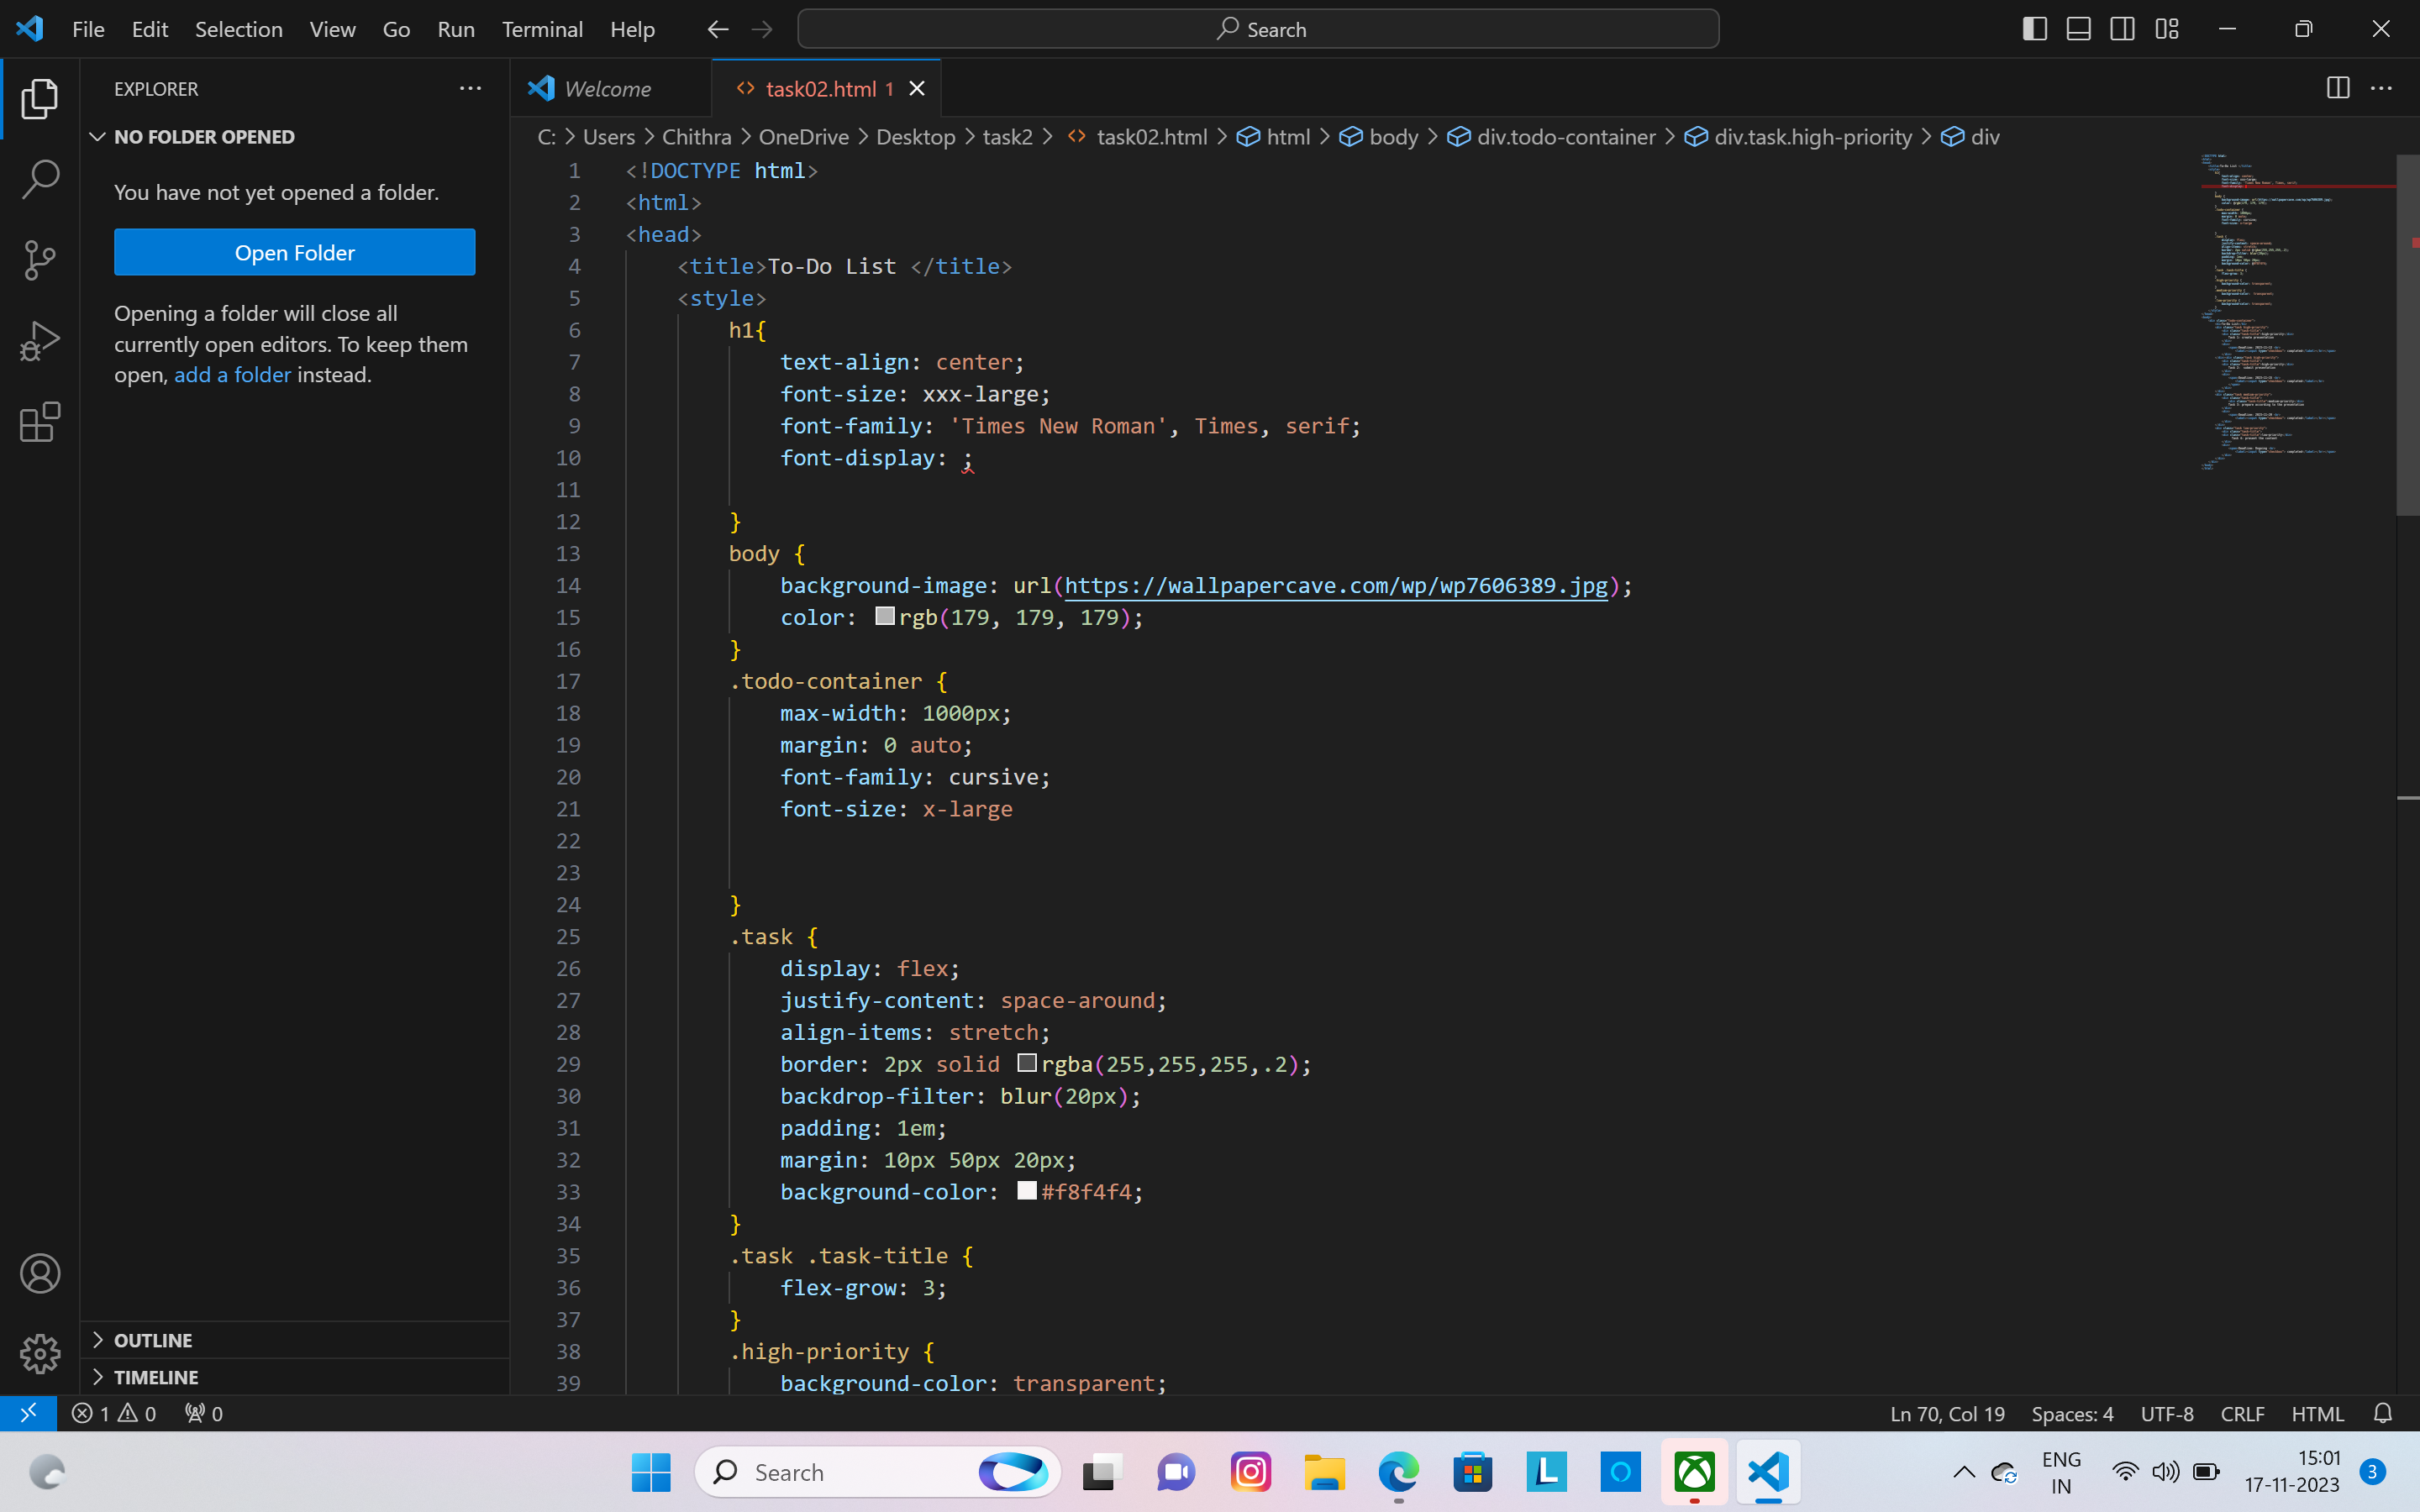 File Edit Selection View Go Run Terminal Help
Search
EXPLORER
NO FOLDER OPENED
You have not yet opened a folder.
Open Folder
Opening a folder will close all
currently open editors. To keep them
open, add a folder instead.
OUTLINE
TIMELINE
Welcome
task02.html 1
C: > Users > Chithra > OneDrive > Desktop > task2 > task02.html > html > body > div.todo-container > div.task.high-priority > div
1 <!DOCTYPE html>
2 <html>
3 <head>
4 <title>To-Do List </title>
5 <style>
6 h1{
7 text-align: center;
8 font-size: xxx-large;
9 font-family: 'Times New Roman', Times, serif;
10 font-display: ;
11
12 }
13 body {
14 background-image: url(https://wallpapercave.com/wp/wp7606389.jpg);
15 color: rgb(179, 179, 179);
16 }
17 .todo-container {
18 max-width: 1000px;
19 margin: 0 auto;
20 font-family: cursive;
21 font-size: x-large
22
23
24 }
25 .task {
26 display: flex;
27 justify-content: space-around;
28 align-items: stretch;
29 border: 2px solid rgba(255,255,255,.2);
30 backdrop-filter: blur(20px);
31 padding: 1em;
32 margin: 10px 50px 20px;
33 background-color: #f8f4f4;
34 }
35 .task .task-title {
36 flex-grow: 3;
37 }
38 .high-priority {
39 background-color: transparent;
1 0 0
Ln 70, Col 19 Spaces: 4 UTF-8 CRLF HTML
Search
L
ENG
IN
15:01
17-11-2023
3